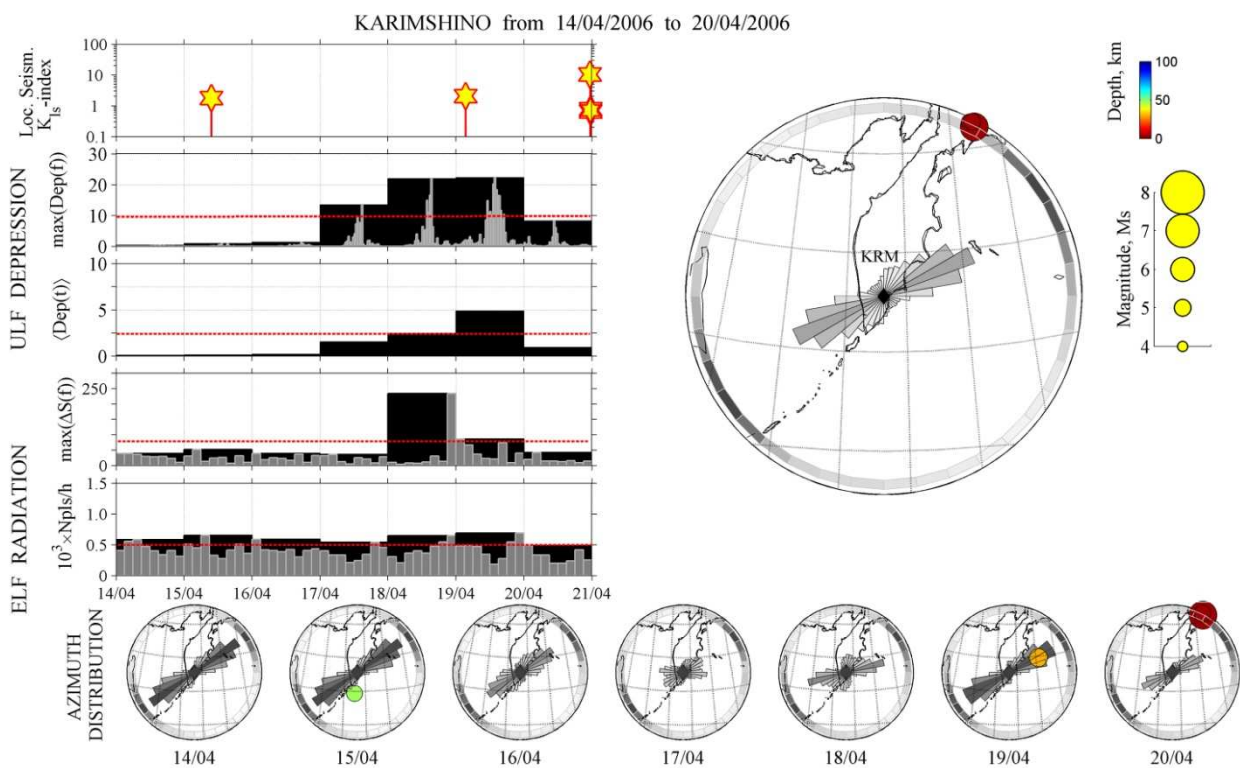 KARIMSHINO from 14/04/2006 to 20/04/2006
Loc. Seism.
Kls-index
100
10
1
0.1
ULF DEPRESSION
max(Dep(f))
30
20
10
0
⟨Dep(t)⟩
10
5
0
ELF RADIATION
max(ΔS(f))
250
0
10³×Npls/h
1.5
1.0
0.5
0
14/04 15/04 16/04 17/04 18/04 19/04 20/04 21/04
KRM
Depth, km
100
50
0
Magnitude, Ms
8
7
6
5
4
AZIMUTH
DISTRIBUTION
14/04 15/04 16/04 17/04 18/04 19/04 20/04